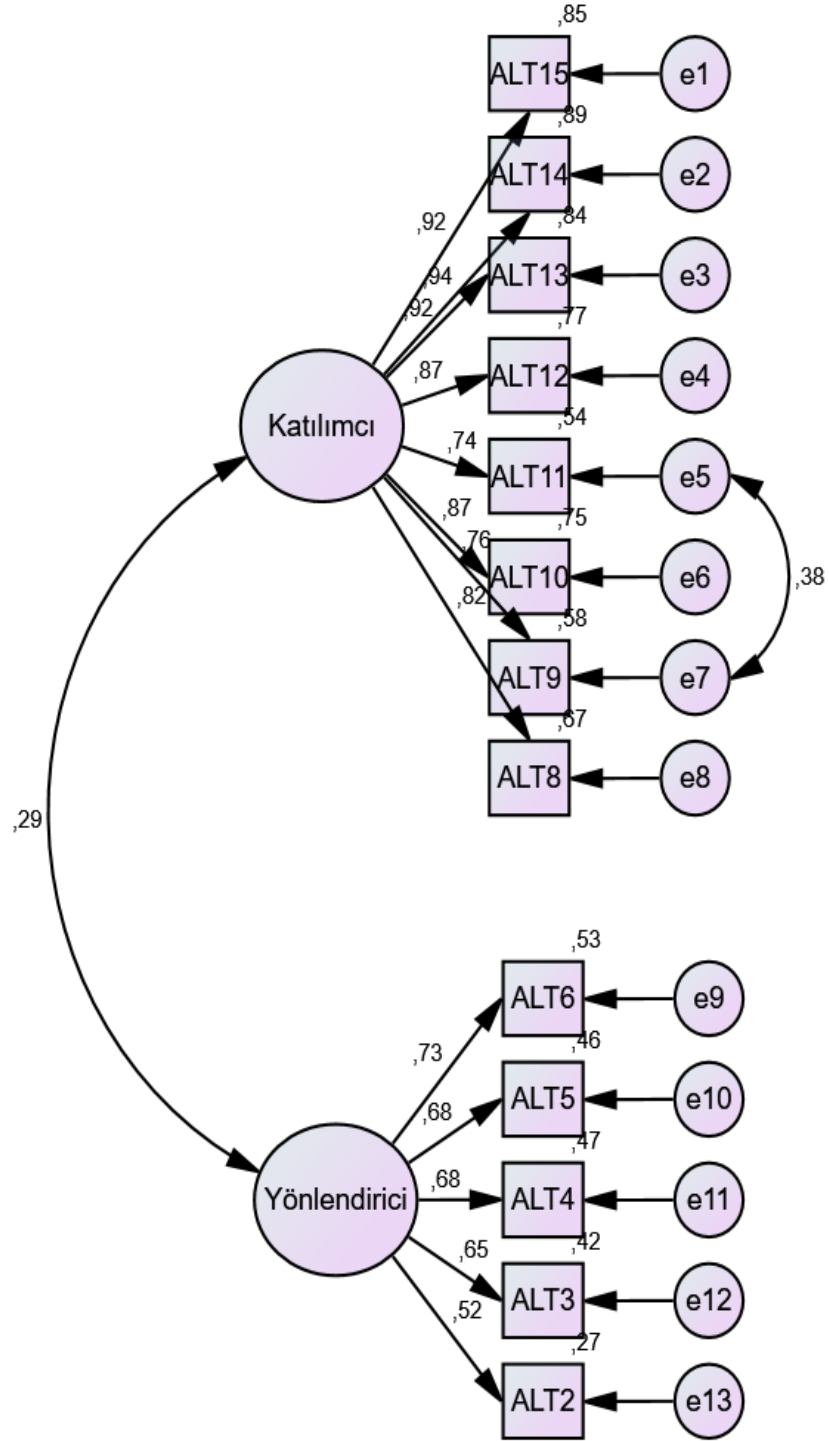 ,85
ALT15
e1
,89
ALT14
e2
,84
,92
ALT13
e3
,94
,92
,77
ALT12
e4
,87
,54
Katılımcı
,74
ALT11
e5
,87
,75
,76
ALT10
e6
,38
,82
,58
ALT9
e7
,67
ALT8
e8
,29
,53
ALT6
e9
,73
,46
ALT5
e10
,68
,47
Yönlendirici
,68
ALT4
e11
,42
,65
ALT3
e12
,52
,27
ALT2
e13